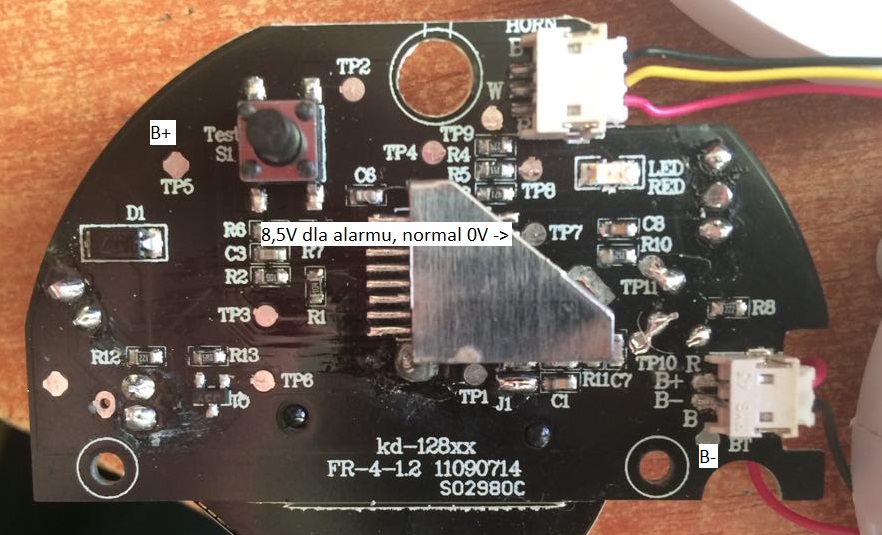 HORN
B
TP2
W
B+
Test
S1
TP9
R4
TP4
R5
LED
RED
TP5
C6
TP8
D1
R6
8,5V dla alarmu, normal 0V ->
TP7
C8
C3
R7
R10
R2
TP11
TP3
R1
R8
R12
R13
TP10
R
TP6
TP1
R11
C7
B+
J1
C1
B-
B
kd-128xx
BT
B-
FR-4-1.2 11090714
S02980C